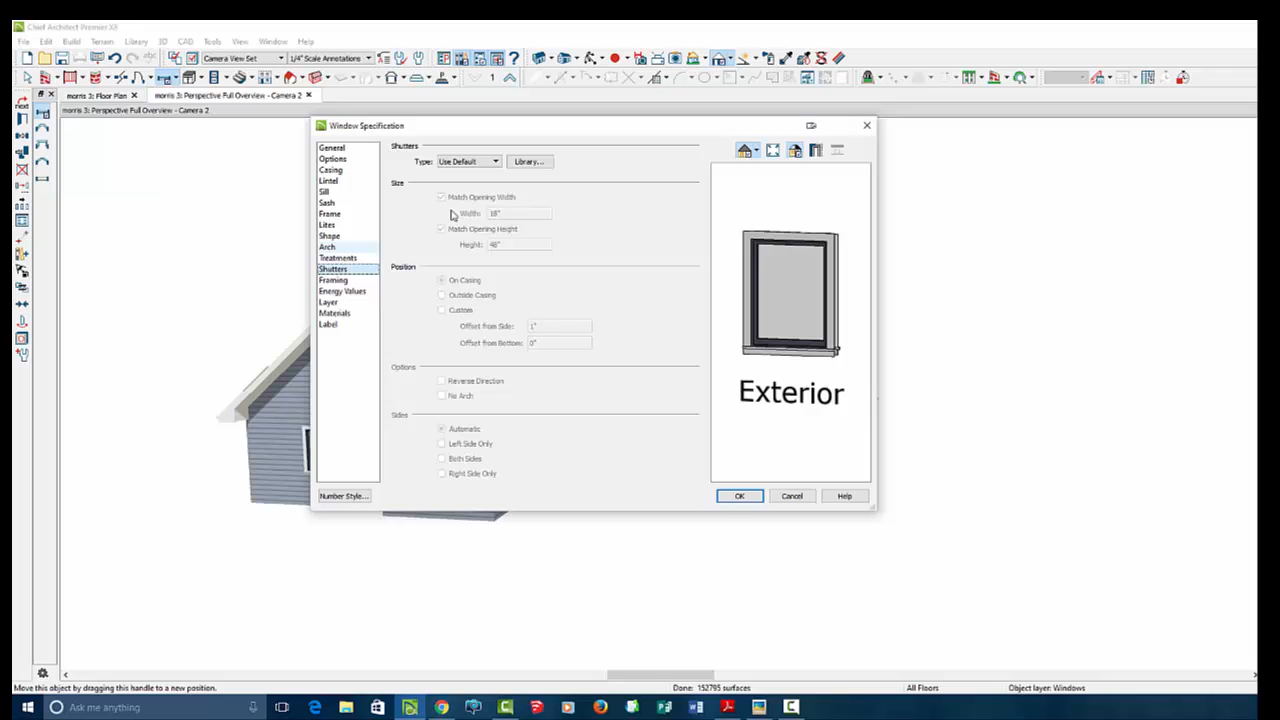 Chief Architect Premier X8
File Edit Build Terrain Library 3D CAD Tools View Window Help
Camera View Set 1/4" Scale Annotations
morris 3: Floor Plan morris 3: Perspective Full Overview - Camera 2
morris 3: Perspective Full Overview - Camera 2
Window Specification
General
Options
Casing
Lintel
Sill
Sash
Frame
Lites
Shape
Arch
Treatments
Shutters
Framing
Energy Values
Layer
Materials
Label
Number Style...
Shutters
Type: Use Default Library...
Size
Match Opening Width
Width: 18"
Match Opening Height
Height: 48"
Position
On Casing
Outside Casing
Custom
Offset from Side: 1"
Offset from Bottom: 0"
Options
Reverse Direction
No Arch
Sides
Automatic
Left Side Only
Both Sides
Right Side Only
Exterior
OK Cancel Help
Move this object by dragging this handle to a new position. Done: 152795 surfaces All Floors Object layer: Windows
Ask me anything